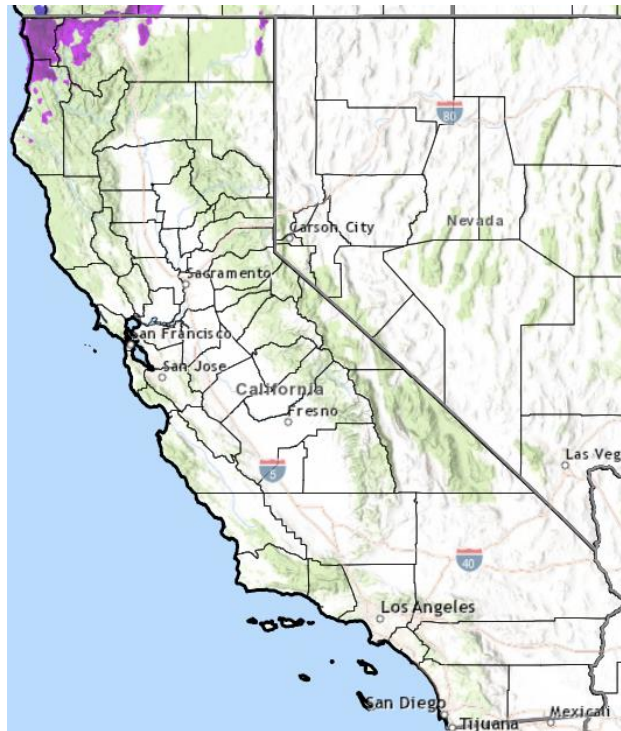 80
Carson City
Nevada
Sacramento
San Francisco
San Jose
California
Fresno
Las Veg
5
40
Los Angeles
San Diego
Mexicali
Tijuana